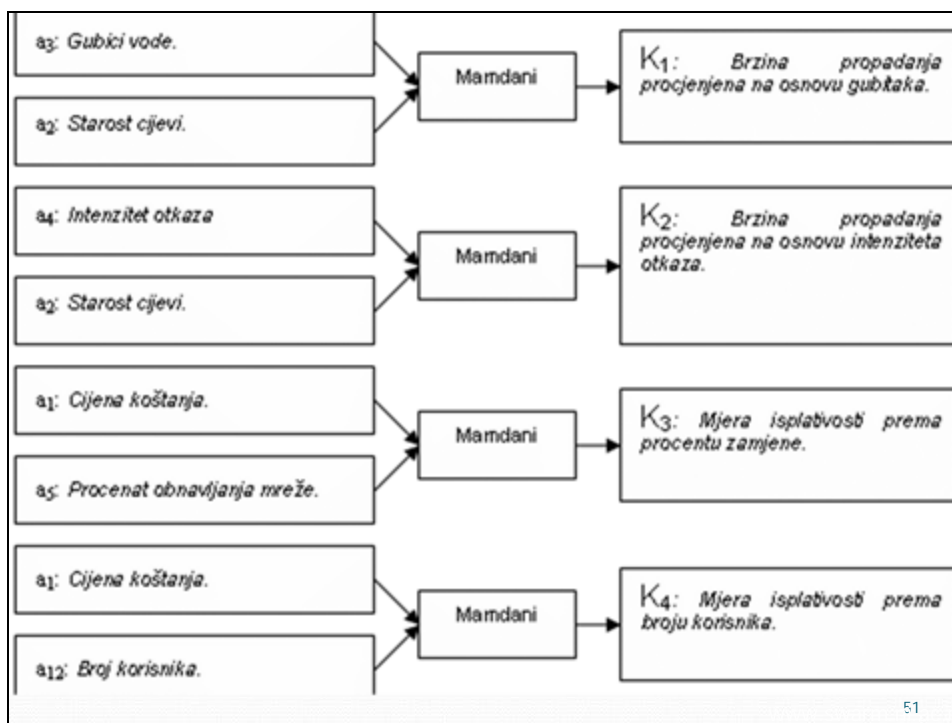 a3: Gubici vode.
a2: Starost cijevi.
Mamdani
K1: Brzina propadanja
procjenjena na osnovu gubitaka.
a4: Intenzitet otkaza
a2: Starost cijevi.
Mamdani
K2: Brzina propadanja
procjenjena na osnovu intenziteta
otkaza.
a1: Cijena koštanja.
a5: Procenat obnavljanja mreže.
Mamdani
K3: Mjera isplativosti prema
procentu zamjene.
a1: Cijena koštanja.
a12: Broj korisnika.
Mamdani
K4: Mjera isplativosti prema
broju korisnika.
51